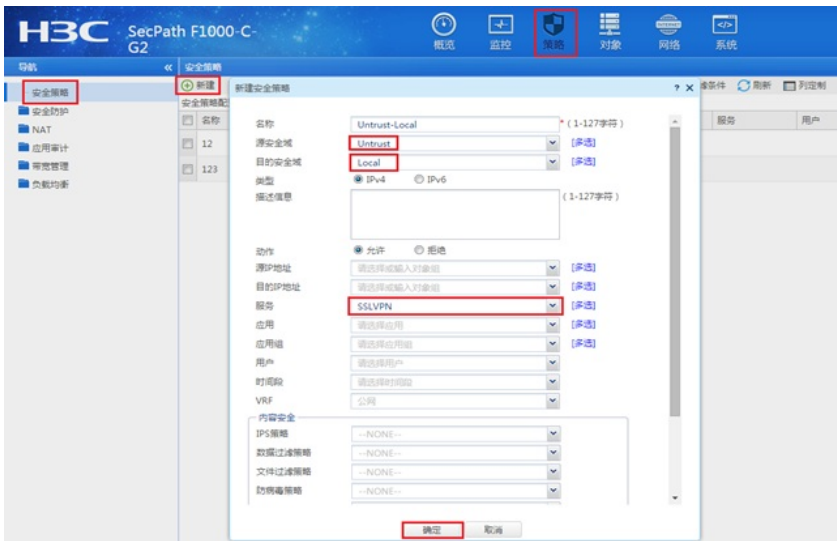 H3C SecPath F1000-C-G2
概览 监控 策略 对象 网络 系统
导航 « 安全策略
安全策略
安全防护
NAT
应用审计
带宽管理
负载均衡
新建
刷新 列定制
安全策略配
名称 服务 用户
12
123
新建安全策略 ? X
名称 Untrust-Local *(1-127字符)
源安全域 Untrust [多选]
目的安全域 Local [多选]
类型 IPv4 IPv6
描述信息 (1-127字符)
动作 允许 拒绝
源IP地址 请选择或输入对象组 [多选]
目的IP地址 请选择或输入对象组 [多选]
服务 SSLVPN [多选]
应用 请选择应用 [多选]
应用组 请选择应用组 [多选]
用户 请选择用户
时间段 请选择时间段
VRF 公网
内容安全
IPS策略 --NONE--
数据过滤策略 --NONE--
文件过滤策略 --NONE--
防病毒策略 --NONE--
确定 取消